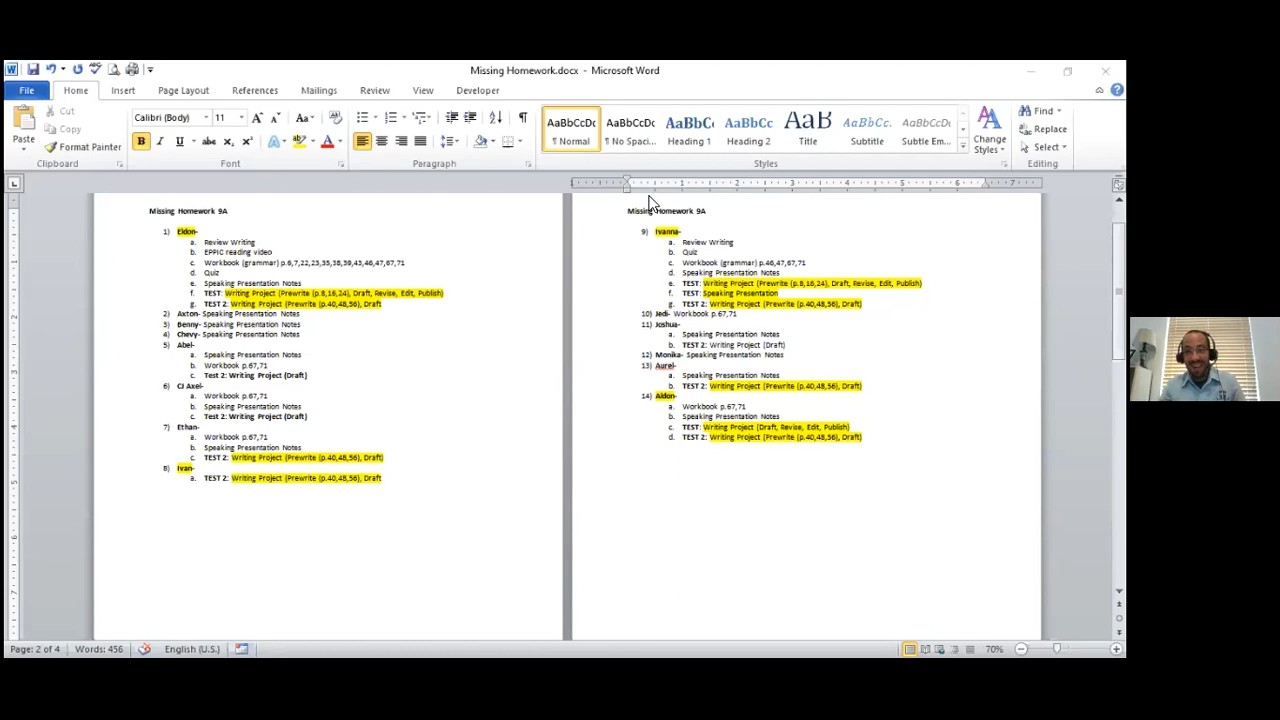 Missing Homework.docx - Microsoft Word
File Home Insert Page Layout References Mailings Review View Developer
Paste
Cut
Copy
Format Painter
Clipboard
Calibri (Body) 11
Font
Paragraph
AaBbCcDc AaBbCcDc AaBbC AaBbCc AaB AaBbCc. AaBbCcDc
¶ Normal ¶ No Spaci... Heading 1 Heading 2 Title Subtitle Subtle Em...
Change Styles
Styles
Find
Replace
Select
Editing
Missing Homework 9A
1) Eldon-
a. Review Writing
b. EPPIC reading video
c. Workbook (grammar) p.6,7,22,23,35,38,39,43,46,47,67,71
d. Quiz
e. Speaking Presentation Notes
f. TEST: Writing Project (Prewrite (p.8,16,24), Draft, Revise, Edit, Publish)
g. TEST 2: Writing Project (Prewrite (p.40,48,56), Draft
2) Axton- Speaking Presentation Notes
3) Benny- Speaking Presentation Notes
4) Chevy- Speaking Presentation Notes
5) Abel-
a. Speaking Presentation Notes
b. Workbook p.67,71
c. Test 2: Writing Project (Draft)
6) CJ Axel-
a. Workbook p.67,71
b. Speaking Presentation Notes
c. Test 2: Writing Project (Draft)
7) Ethan-
a. Workbook p.67,71
b. Speaking Presentation Notes
c. TEST 2: Writing Project (Prewrite (p.40,48,56), Draft)
8) Ivan-
a. TEST 2: Writing Project (Prewrite (p.40,48,56), Draft
Missing Homework 9A
9) Ivanna-
a. Review Writing
b. Quiz
c. Workbook (grammar) p.46,47,67,71
d. Speaking Presentation Notes
e. TEST: Writing Project (Prewrite (p.8,16,24), Draft, Revise, Edit, Publish)
f. TEST: Speaking Presentation
g. TEST 2: Writing Project (Prewrite (p.40,48,56), Draft)
10) Jedi- Workbook p.67,71
11) Joshua-
a. Speaking Presentation Notes
b. TEST 2: Writing Project (Draft)
12) Monika- Speaking Presentation Notes
13) Aurel-
a. Speaking Presentation Notes
b. TEST 2: Writing Project (Prewrite (p.40,48,56), Draft)
14) Aldon-
a. Workbook p.67,71
b. Speaking Presentation Notes
c. TEST: Writing Project (Draft, Revise, Edit, Publish)
d. TEST 2: Writing Project (Prewrite (p.40,48,56), Draft)
Page: 2 of 4 Words: 456 English (U.S.) 70%